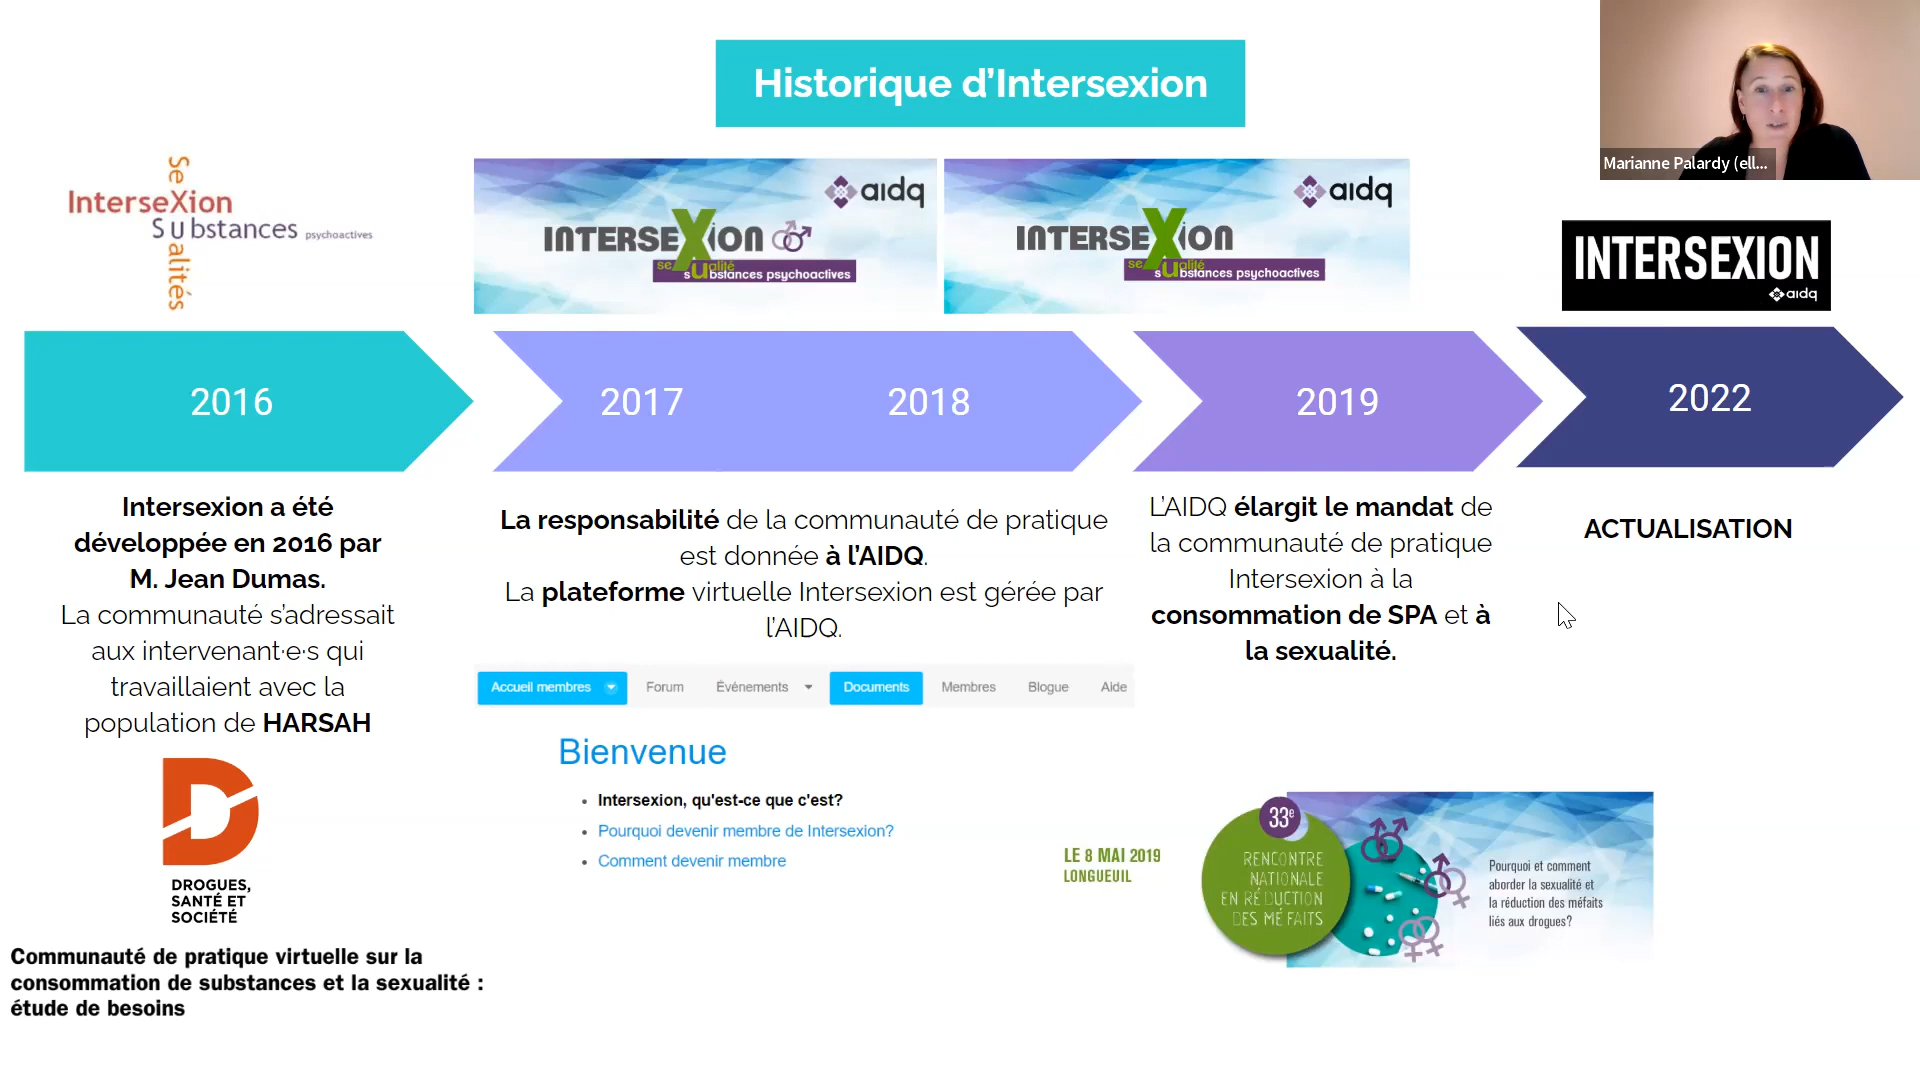 Historique d'Intersexion
Marianne Palardy (ell...
SeXualités
InterseXion
Substances psychoactives
aidq
INTERSEXION
sexualité
substances psychoactives
aidq
INTERSEXION
sexualité
substances psychoactives
INTERSEXION
aidq
2016
2017
2018
2019
2022
Intersexion a été
développée en 2016 par
M. Jean Dumas.
La communauté s'adressait
aux intervenant·e·s qui
travaillaient avec la
population de HARSAH
DROGUES,
SANTÉ ET
SOCIÉTÉ
Communauté de pratique virtuelle sur la
consommation de substances et la sexualité :
étude de besoins
La responsabilité de la communauté de pratique
est donnée à l'AIDQ.
La plateforme virtuelle Intersexion est gérée par
l'AIDQ.
Accueil membres Forum Événements Documents Membres Blogue Aide
Bienvenue
• Intersexion, qu'est-ce que c'est?
• Pourquoi devenir membre de Intersexion?
• Comment devenir membre
L'AIDQ élargit le mandat de
la communauté de pratique
Intersexion à la
consommation de SPA et à
la sexualité.
LE 8 MAI 2019
LONGUEUIL
33e
RENCONTRE
NATIONALE
EN RÉDUCTION
DES MÉFAITS
Pourquoi et comment
aborder la sexualité et
la réduction des méfaits
liés aux drogues?
ACTUALISATION